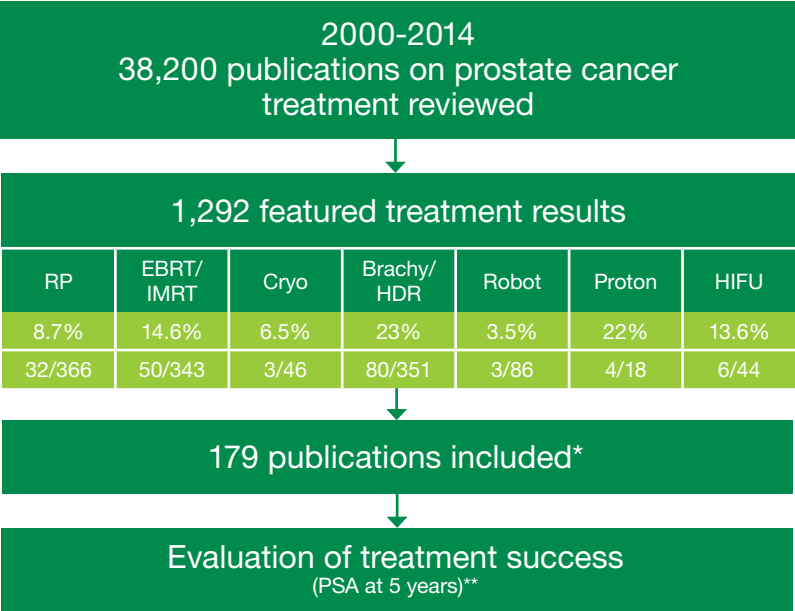 2000-2014
38,200 publications on prostate cancer
treatment reviewed
1,292 featured treatment results
RP EBRT/ IMRT Cryo Brachy/ HDR Robot Proton HIFU
8.7% 14.6% 6.5% 23% 3.5% 22% 13.6%
32/366 50/343 3/46 80/351 3/86 4/18 6/44
179 publications included*
Evaluation of treatment success
(PSA at 5 years)**